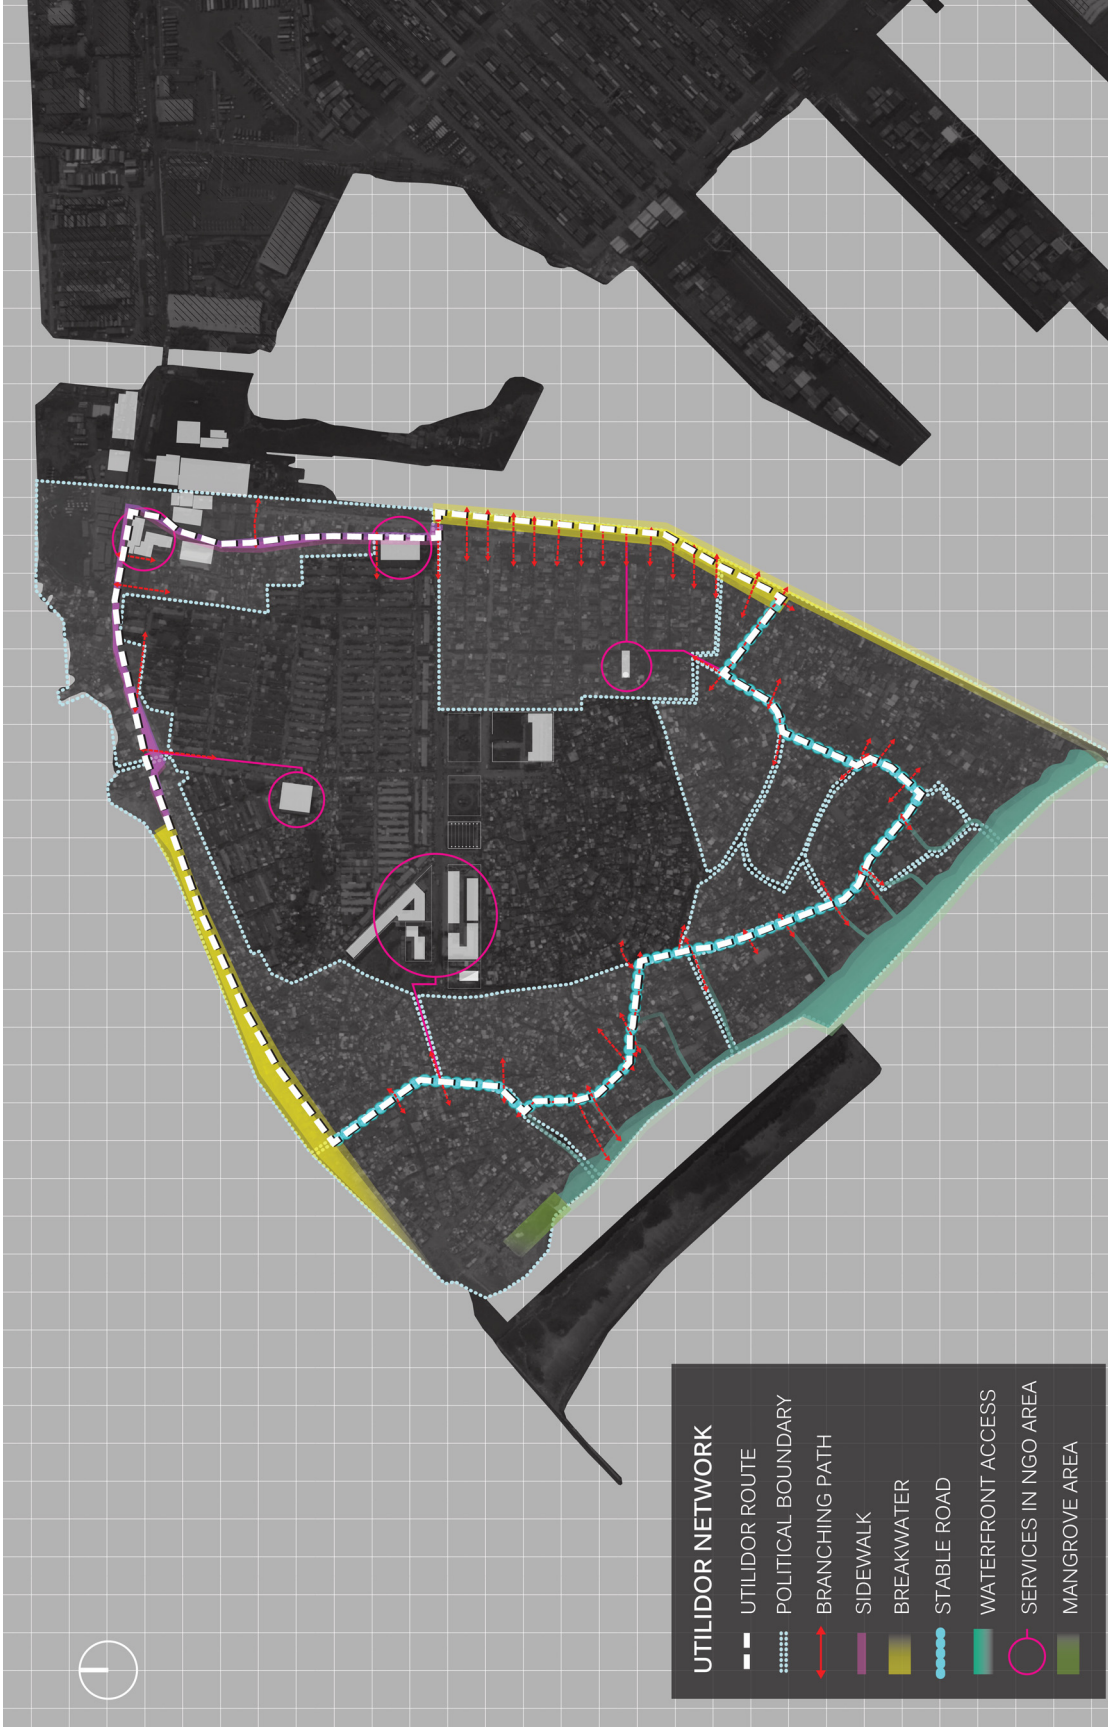 UTILIDOR NETWORK
UTILIDOR ROUTE
POLITICAL BOUNDARY
BRANCHING PATH
SIDEWALK
BREAKWATER
STABLE ROAD
WATERFRONT ACCESS
SERVICES IN NGO AREA
MANGROVE AREA